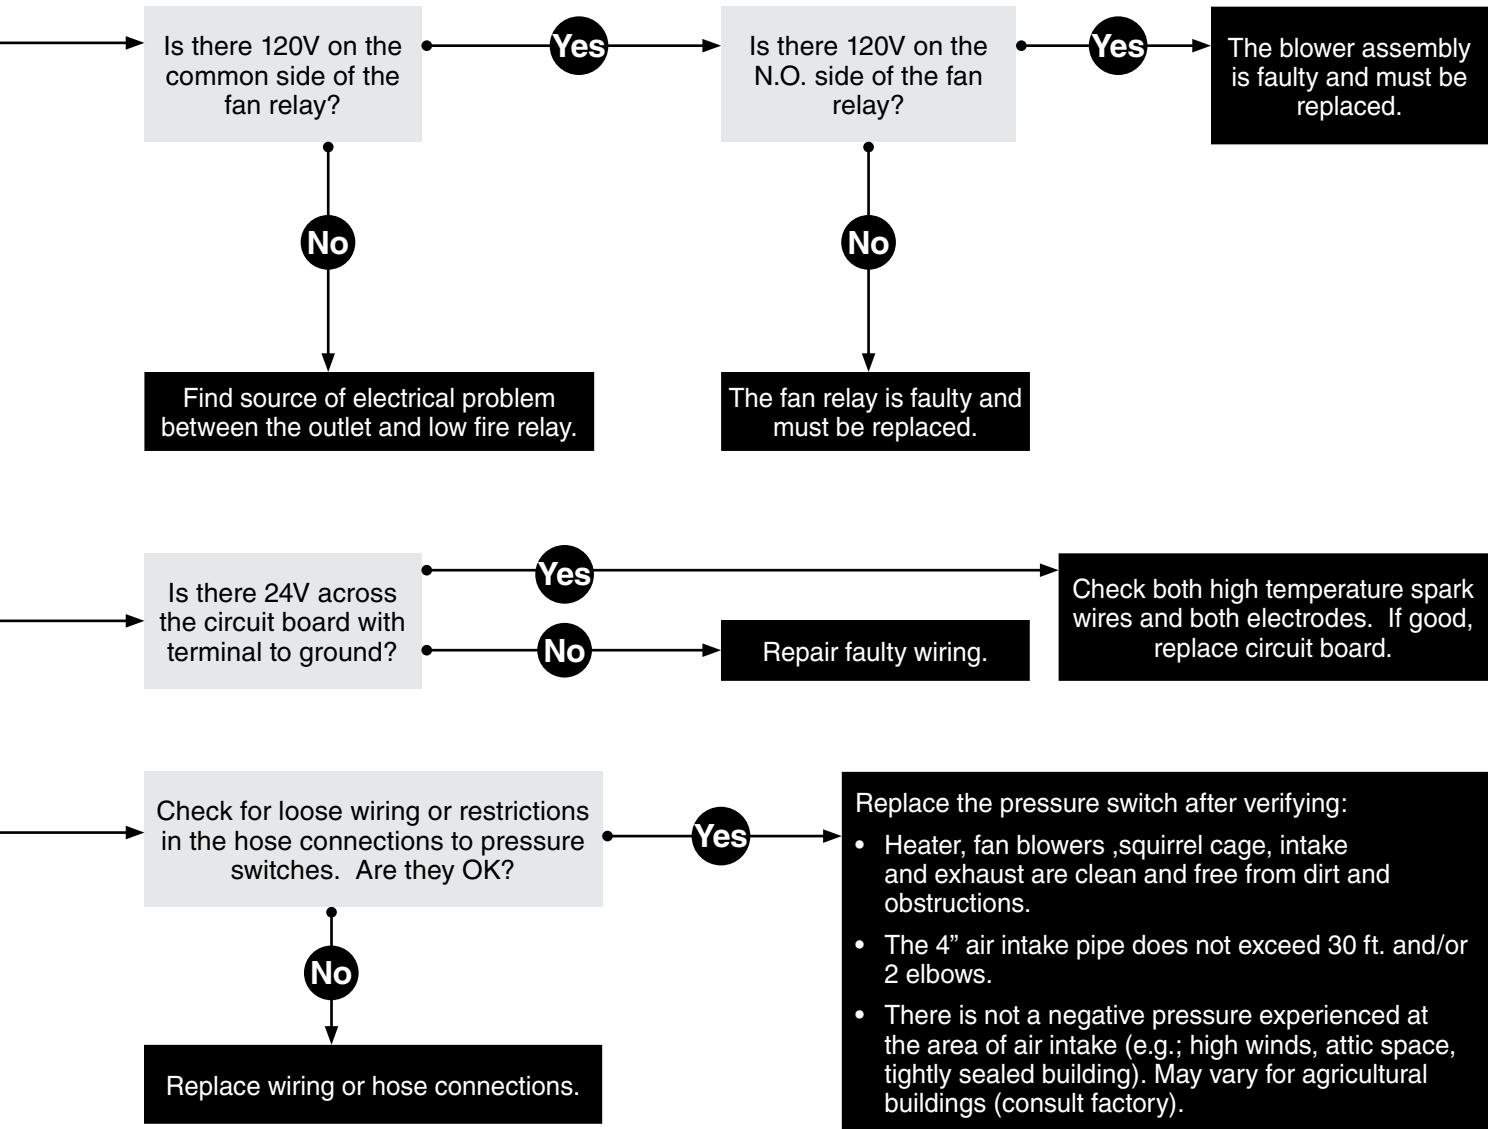 Is there 120V on the
common side of the
fan relay?
Yes
Is there 120V on the
N.O. side of the fan
relay?
Yes
The blower assembly
is faulty and must be
replaced.
No
No
Find source of electrical problem
between the outlet and low fire relay.
The fan relay is faulty and
must be replaced.
Is there 24V across
the circuit board with
terminal to ground?
Yes
Check both high temperature spark
wires and both electrodes.  If good,
replace circuit board.
No
Repair faulty wiring.
Check for loose wiring or restrictions
in the hose connections to pressure
switches.  Are they OK?
Yes
Replace the pressure switch after verifying:
• Heater, fan blowers ,squirrel cage, intake
and exhaust are clean and free from dirt and
obstructions.
• The 4” air intake pipe does not exceed 30 ft. and/or
2 elbows.
• There is not a negative pressure experienced at
the area of air intake (e.g.; high winds, attic space,
tightly sealed building). May vary for agricultural
buildings (consult factory).
No
Replace wiring or hose connections.